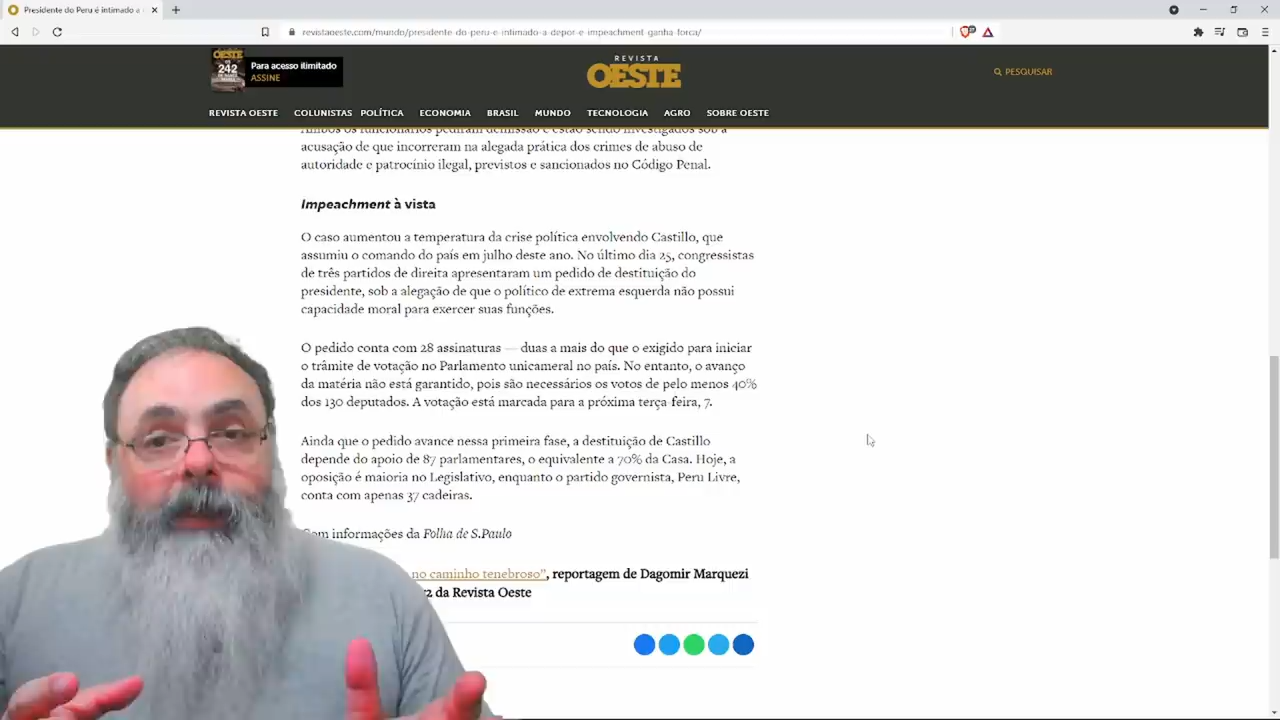 Presidente do Peru é intimado a
revistaoeste.com/mundo/presidente-do-peru-e-intimado-a-depor-e-impeachment-ganha-forca/
OESTE
242
Para acesso ilimitado
ASSINE
REVISTA
OESTE
PESQUISAR
REVISTA OESTE COLUNISTAS POLÍTICA ECONOMIA BRASIL MUNDO TECNOLOGIA AGRO SOBRE OESTE
Ambos os funcionários pediram demissão e estão sendo investigados sob a
acusação de que incorreram na alegada prática dos crimes de abuso de
autoridade e patrocínio ilegal, previstos e sancionados no Código Penal.
Impeachment à vista
O caso aumentou a temperatura da crise política envolvendo Castillo, que
assumiu o comando do país em julho deste ano. No último dia 25, congressistas
de três partidos de direita apresentaram um pedido de destituição do
presidente, sob a alegação de que o político de extrema esquerda não possui
capacidade moral para exercer suas funções.
O pedido conta com 28 assinaturas — duas a mais do que o exigido para iniciar
o trâmite de votação no Parlamento unicameral no país. No entanto, o avanço
da matéria não está garantido, pois são necessários os votos de pelo menos 40%
dos 130 deputados. A votação está marcada para a próxima terça-feira, 7.
Ainda que o pedido avance nessa primeira fase, a destituição de Castillo
depende do apoio de 87 parlamentares, o equivalente a 70% da Casa. Hoje, a
oposição é maioria no Legislativo, enquanto o partido governista, Peru Livre,
conta com apenas 37 cadeiras.
Com informações da Folha de S.Paulo
no caminho tenebroso”, reportagem de Dagomir Marquezi
da Revista Oeste